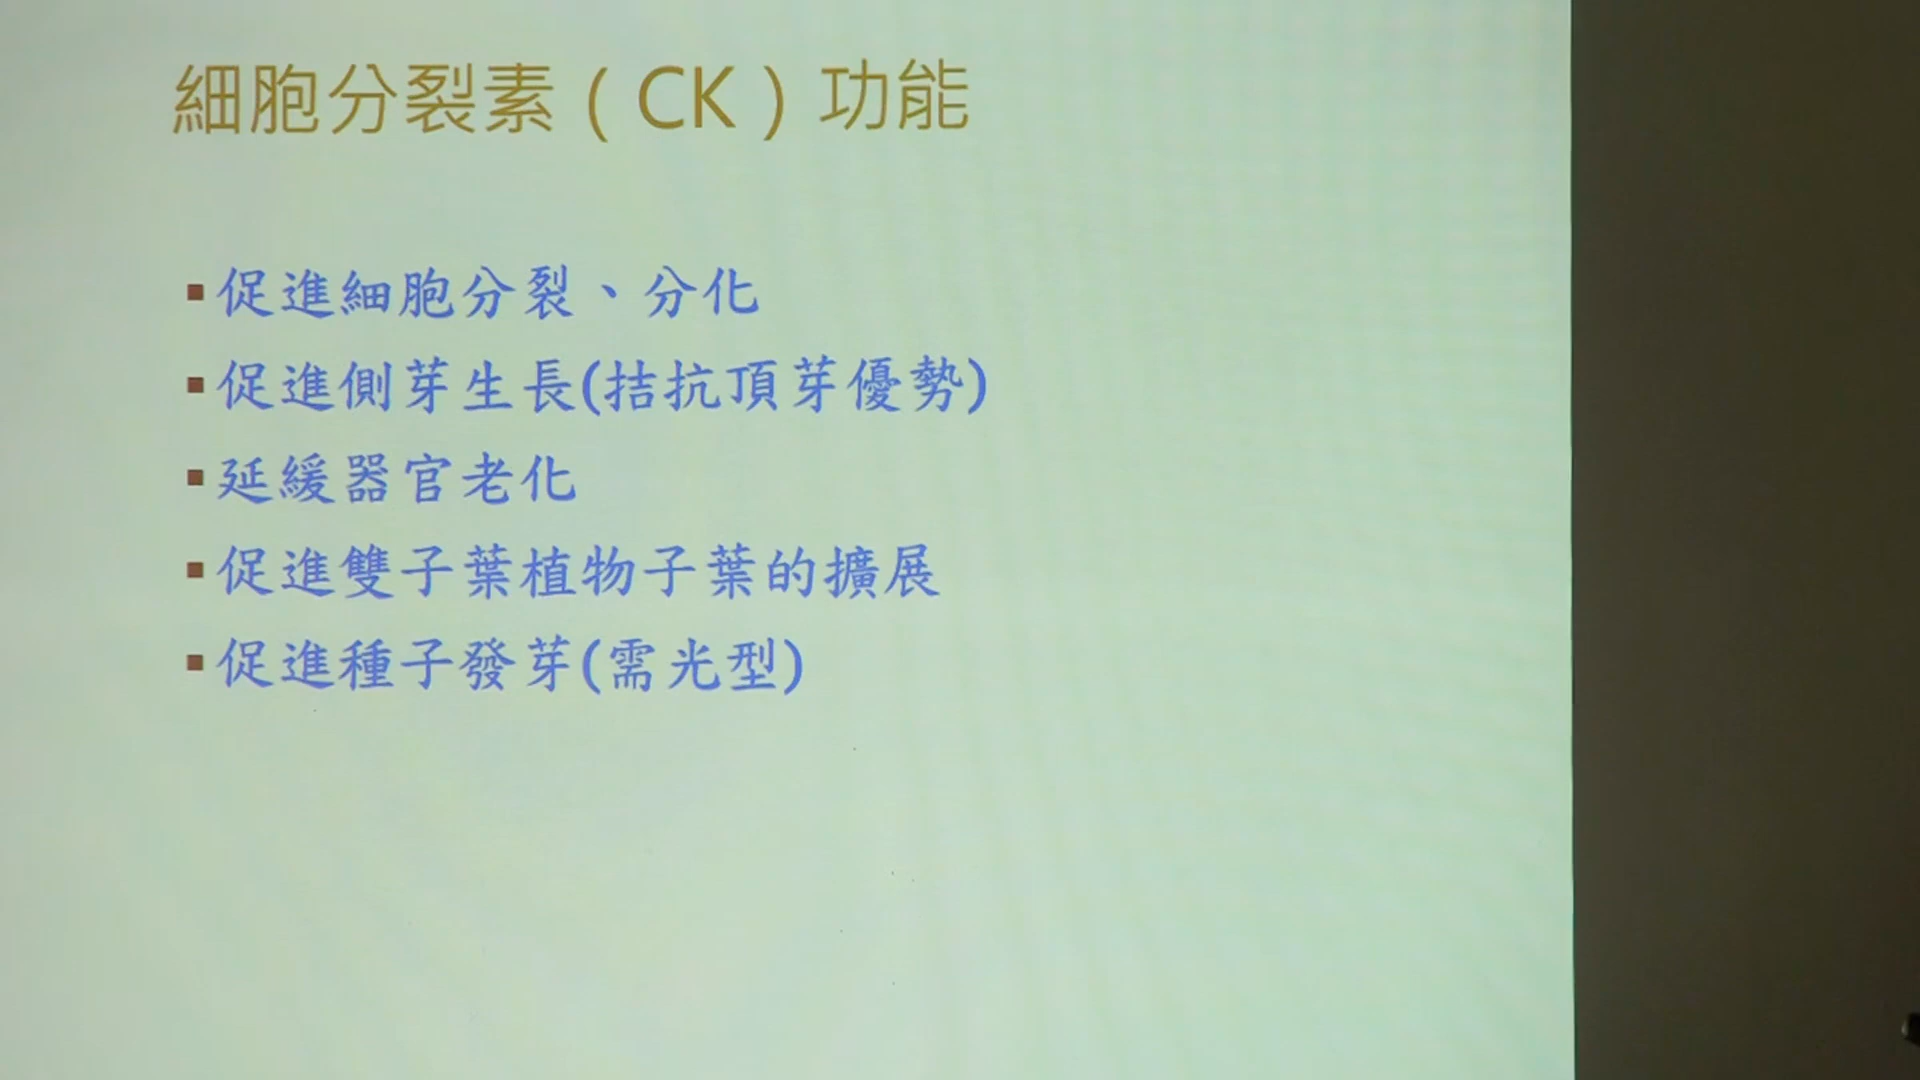 細胞分裂素（CK）功能
▪促進細胞分裂、分化
▪促進側芽生長(拮抗頂芽優勢)
▪延緩器官老化
▪促進雙子葉植物子葉的擴展
▪促進種子發芽(需光型)